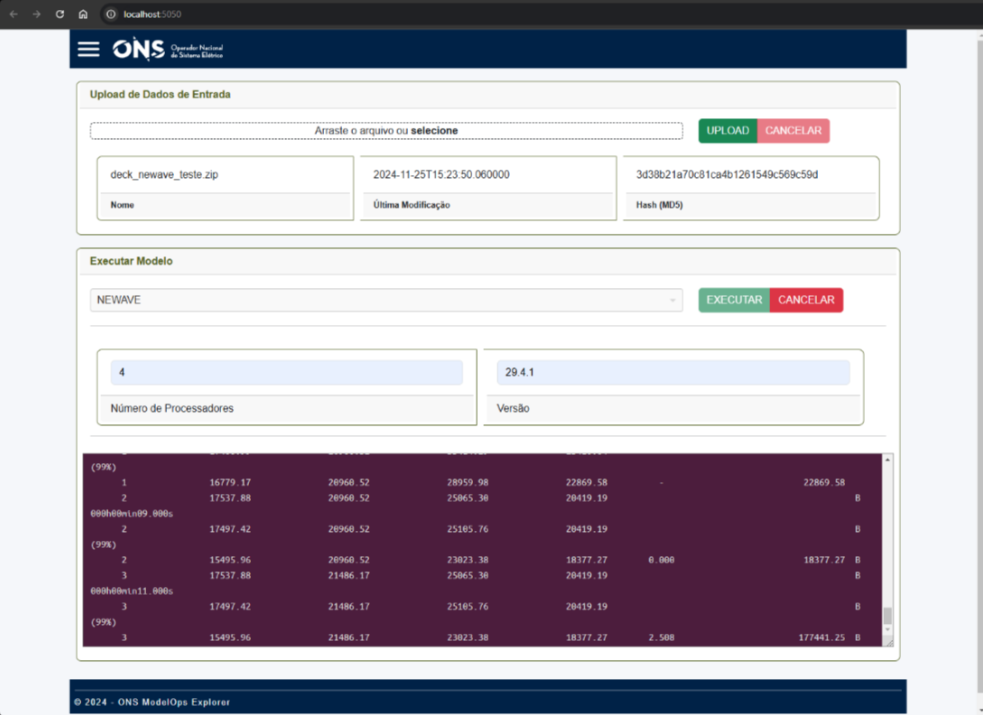 localhost:5050
ONS Operador Nacional
do Sistema Elétrico
Upload de Dados de Entrada
Arraste o arquivo ou selecione
UPLOAD CANCELAR
deck_newave_teste.zip 2024-11-25T15:23:50.060000 3d38b21a70c81ca4b1261549c569c59d
Nome Última Modificação Hash (MD5)
Executar Modelo
NEWAVE EXECUTAR CANCELAR
4 29.4.1
Número de Processadores Versão
(99%)
1 16779.17 20960.52 28959.98 22869.58 - 22869.58
2 17537.88 20960.52 25065.30 20419.19 B
000h00min09.000s
2 17497.42 20960.52 25105.76 20419.19 B
(99%)
2 15495.96 20960.52 23023.38 18377.27 0.000 18377.27 B
3 17537.88 21486.17 25065.30 20419.19 B
000h00min11.000s
3 17497.42 21486.17 25105.76 20419.19 B
(99%)
3 15495.96 21486.17 23023.38 18377.27 2.508 177441.25 B
© 2024 - ONS ModelOps Explorer